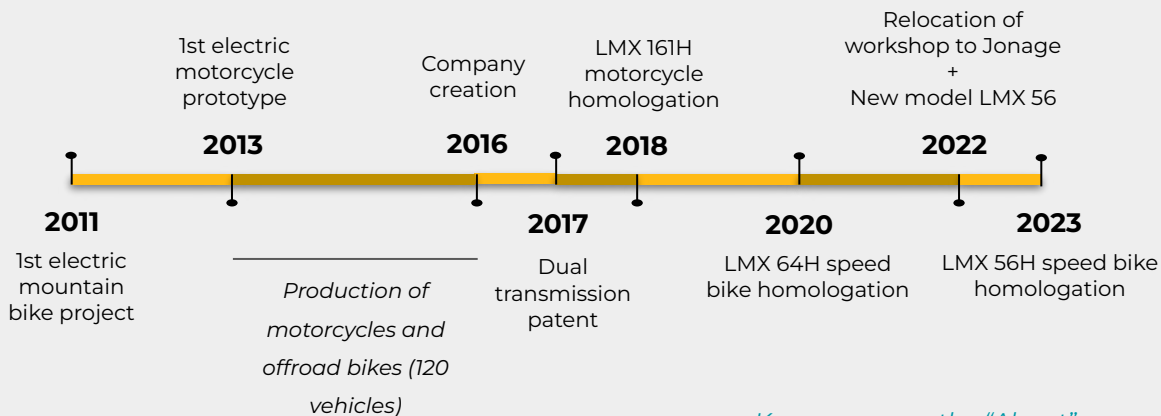 1st electric
motorcycle
prototype
2013
Company
creation
2016
LMX 161H
motorcycle
homologation
2018
Relocation of
workshop to Jonage
+
New model LMX 56
2022
2011
1st electric
mountain
bike project
Production of
motorcycles and
offroad bikes (120
vehicles)
2017
Dual
transmission
patent
2020
LMX 64H speed
bike homologation
2023
LMX 56H speed bike
homologation